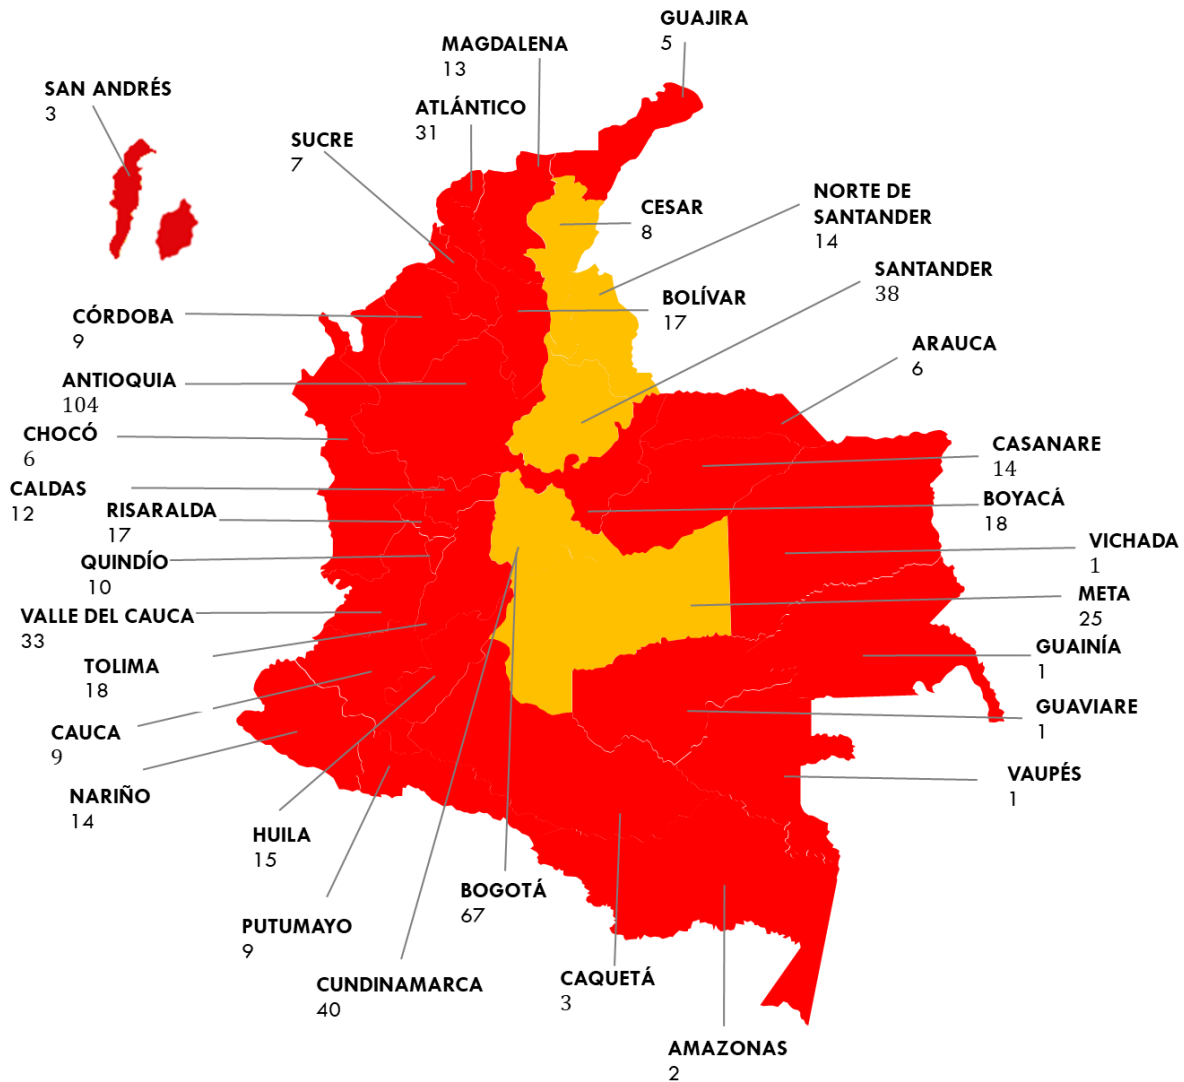 GUAJIRA
5
MAGDALENA
13
SAN ANDRÉS
3
ATLÁNTICO
31
SUCRE
7
NORTE DE
SANTANDER
14
CESAR
8
SANTANDER
38
BOLÍVAR
17
CÓRDOBA
9
ARAUCA
6
ANTIOQUIA
104
CHOCÓ
6
CASANARE
14
CALDAS
12
BOYACÁ
18
RISARALDA
17
VICHADA
1
QUINDÍO
10
META
25
VALLE DEL CAUCA
33
GUAINÍA
1
TOLIMA
18
GUAVIARE
1
CAUCA
9
VAUPÉS
1
NARIÑO
14
HUILA
15
BOGOTÁ
67
PUTUMAYO
9
CAQUETÁ
3
CUNDINAMARCA
40
AMAZONAS
2